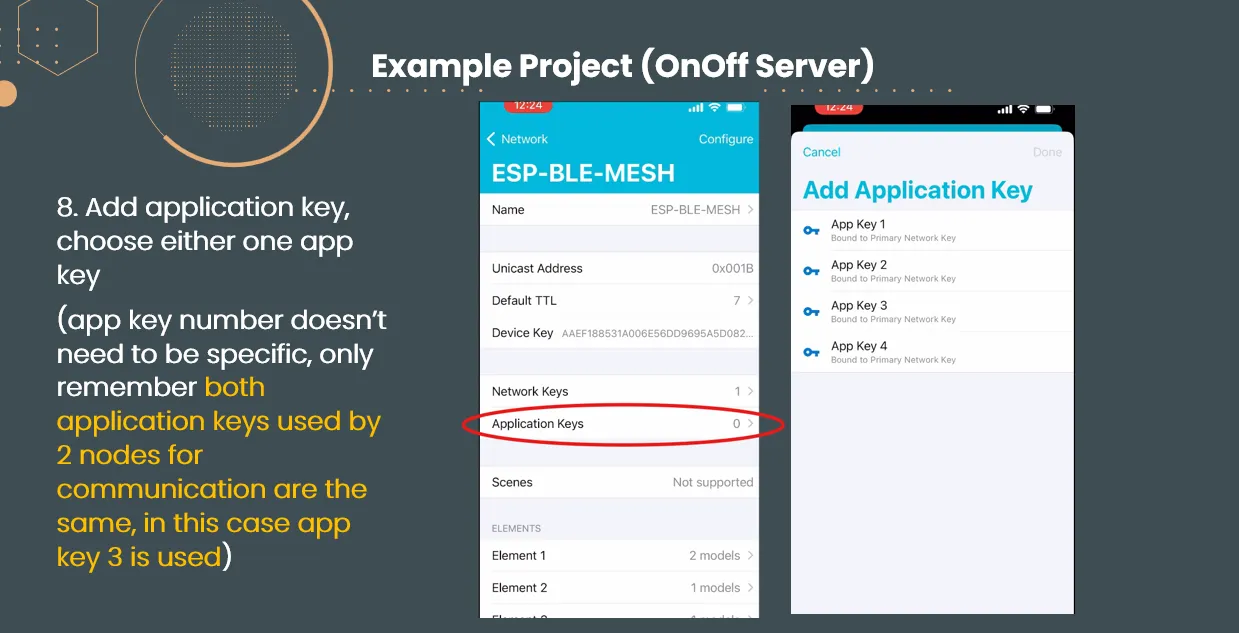 Example Project (OnOff Server)
8. Add application key,
choose either one app
key
(app key number doesn't
need to be specific, only
remember both
application keys used by
2 nodes for
communication are the
same, in this case app
key 3 is used)
12:24
Network
Configure
ESP-BLE-MESH
Name ESP-BLE-MESH
Unicast Address 0x001B
Default TTL 7
Device Key AAEF188531A006E56DD9695A5D082...
Network Keys 1
Application Keys 0
Scenes Not supported
ELEMENTS
Element 1 2 models
Element 2 1 models
12:24
Cancel
Done
Add Application Key
App Key 1
Bound to Primary Network Key
App Key 2
Bound to Primary Network Key
App Key 3
Bound to Primary Network Key
App Key 4
Bound to Primary Network Key